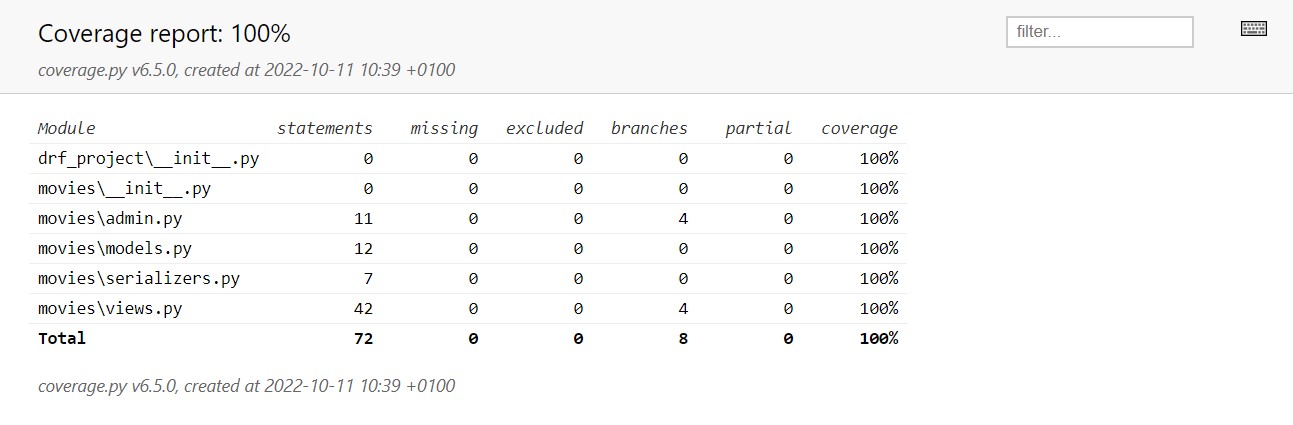 Coverage report: 100%
filter...
coverage.py v6.5.0, created at 2022-10-11 10:39 +0100
Module statements missing excluded branches partial coverage
drf_project\__init__.py 0 0 0 0 0 100%
movies\__init__.py 0 0 0 0 0 100%
movies\admin.py 11 0 0 4 0 100%
movies\models.py 12 0 0 0 0 100%
movies\serializers.py 7 0 0 0 0 100%
movies\views.py 42 0 0 4 0 100%
Total 72 0 0 8 0 100%
coverage.py v6.5.0, created at 2022-10-11 10:39 +0100